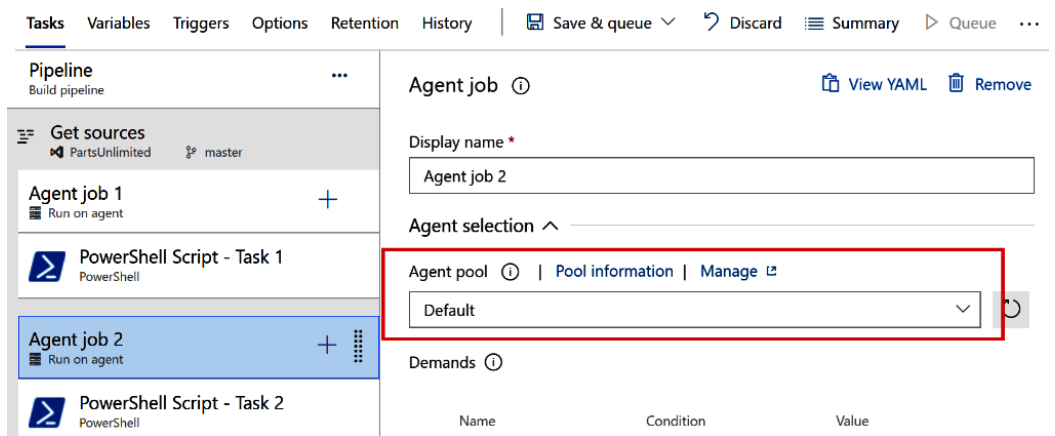 Tasks Variables Triggers Options Retention History Save & queue Discard Summary Queue ...
Pipeline ...
Build pipeline
Get sources
PartsUnlimited master
Agent job 1
Run on agent
PowerShell Script - Task 1
PowerShell
Agent job 2
Run on agent
PowerShell Script - Task 2
PowerShell
Agent job View YAML Remove
Display name *
Agent job 2
Agent selection
Agent pool | Pool information | Manage
Default
Demands
Name Condition Value